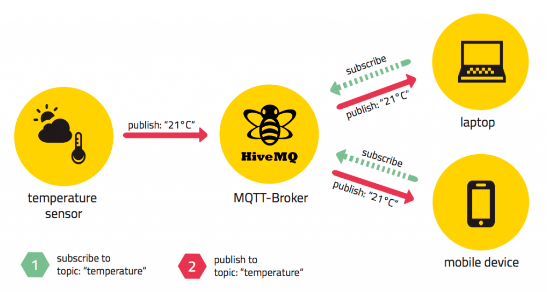 publish: "21°C"
temperature
sensor
HiveMQ
MQTT-Broker
subscribe
publish: "21°C"
laptop
subscribe
publish: "21°C"
mobile device
1
subscribe to
topic: "temperature"
2
publish to
topic: "temperature"